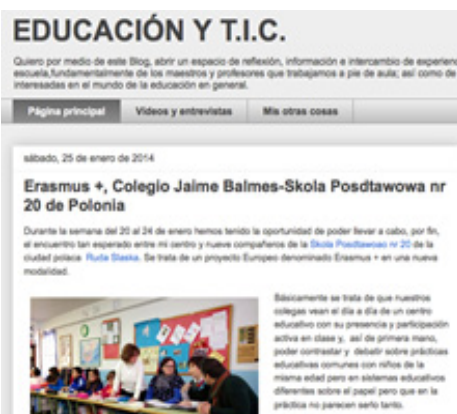 EDUCACIÓN Y T.I.C.
Quiero por medio de este Blog, abrir un espacio de reflexión, información e intercambio de experien
escuela,fundamentalmente de los maestros y profesores que trabajamos a pie de aula; así como de
interesadas en el mundo de la educación en general.
Página principal Vídeos y entrevistas Mis otras cosas
sábado, 25 de enero de 2014
Erasmus +, Colegio Jaime Balmes-Skola Posdtawowa nr
20 de Polonia
Durante la semana del 20 al 24 de enero hemos tenido la oportunidad de poder llevar a cabo, por fin,
el encuentro tan esperado entre mi centro y nueve compañeros de la Skola Posdtawoao nr 20 de la
ciudad polaca Ruda Slaska. Se trata de un proyecto Europeo denominado Erasmus + en una nueva
modalidad.
Básicamente se trata de que nuestros
colegas vean el día a día de un centro
educativo con su presencia y participación
activa en clase y, así de primera mano,
poder contrastar y debatir sobre prácticas
educativas comunes con niños de la
misma edad pero en sistemas educativos
diferentes sobre el papel pero que en la
práctica no parecen serlo tanto.